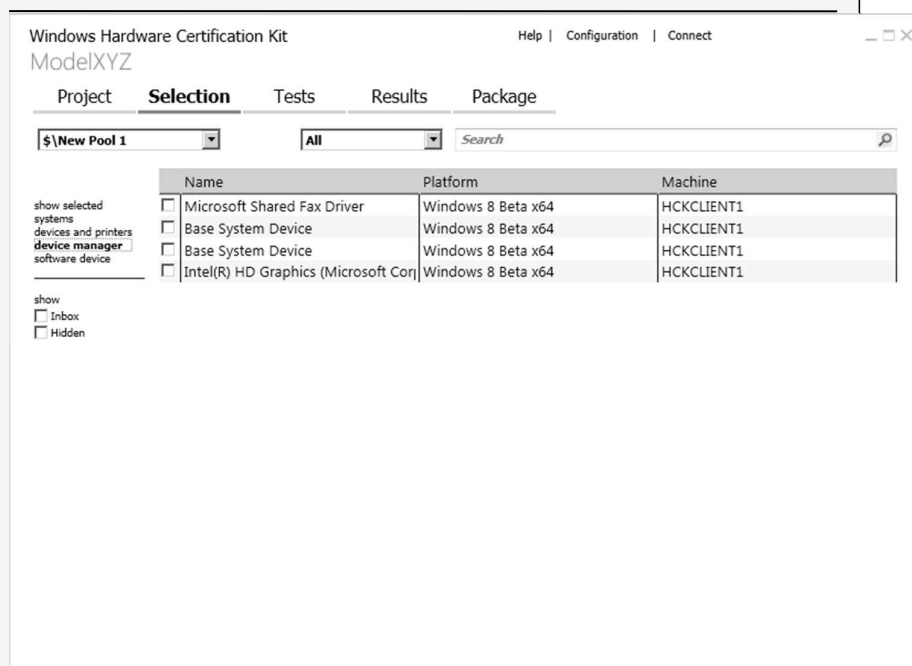 Windows Hardware Certification Kit
Help | Configuration | Connect
ModelXYZ
Project Selection Tests Results Package
$\New Pool 1 All Search
Name Platform Machine
Microsoft Shared Fax Driver Windows 8 Beta x64 HCKCLIENT1
Base System Device Windows 8 Beta x64 HCKCLIENT1
Base System Device Windows 8 Beta x64 HCKCLIENT1
Intel(R) HD Graphics (Microsoft Corp Windows 8 Beta x64 HCKCLIENT1
show selected
systems
devices and printers
device manager
software device
show
Inbox
Hidden